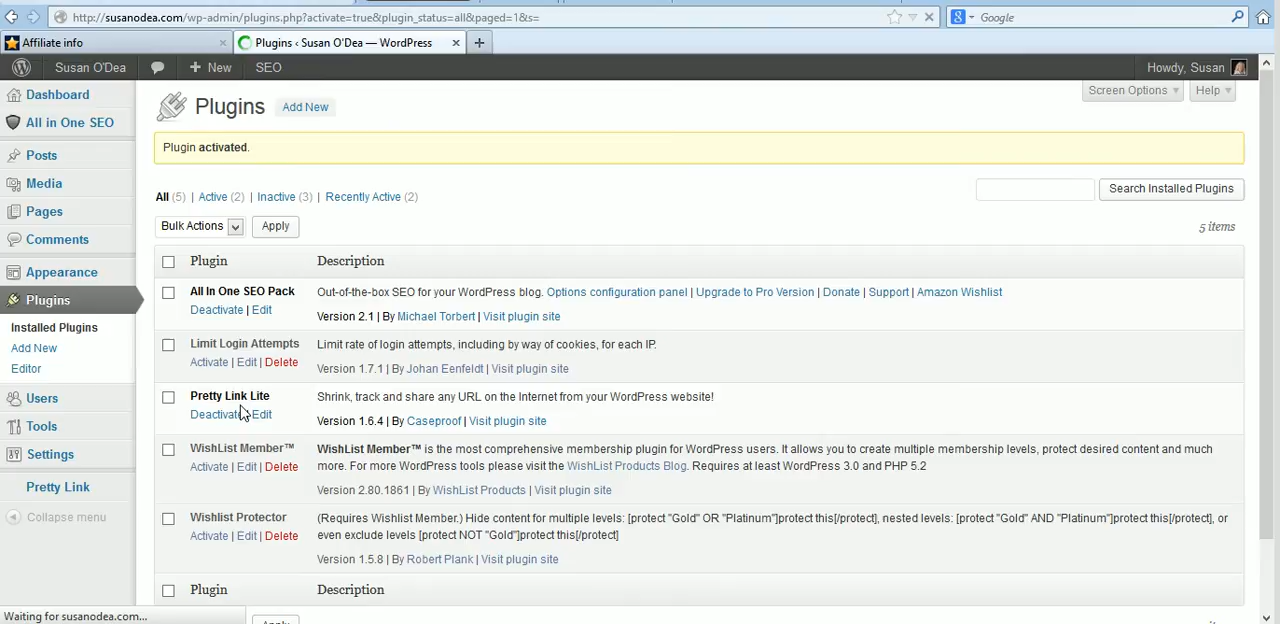 http://susanodea.com/wp-admin/plugins.php?activate=true&plugin_status=all&paged=1&s=
Google
Affiliate info
Plugins ‹ Susan O'Dea — WordPress
Susan O'Dea
New
SEO
Howdy, Susan
Dashboard
All in One SEO
Posts
Media
Pages
Comments
Appearance
Plugins
Installed Plugins
Add New
Editor
Users
Tools
Settings
Pretty Link
Collapse menu
Screen Options
Help
Plugins Add New
Plugin activated.
All (5) | Active (2) | Inactive (3) | Recently Active (2)
Search Installed Plugins
Bulk Actions
Apply
5 items
Plugin Description
All In One SEO Pack
Deactivate | Edit
Out-of-the-box SEO for your WordPress blog. Options configuration panel | Upgrade to Pro Version | Donate | Support | Amazon Wishlist
Version 2.1 | By Michael Torbert | Visit plugin site
Limit Login Attempts
Activate | Edit | Delete
Limit rate of login attempts, including by way of cookies, for each IP.
Version 1.7.1 | By Johan Eenfeldt | Visit plugin site
Pretty Link Lite
Deactivate Edit
Shrink, track and share any URL on the Internet from your WordPress website!
Version 1.6.4 | By Caseproof | Visit plugin site
WishList Member™
Activate | Edit | Delete
WishList Member™ is the most comprehensive membership plugin for WordPress users. It allows you to create multiple membership levels, protect desired content and much
more. For more WordPress tools please visit the WishList Products Blog. Requires at least WordPress 3.0 and PHP 5.2
Version 2.80.1861 | By WishList Products | Visit plugin site
Wishlist Protector
Activate | Edit | Delete
(Requires Wishlist Member.) Hide content for multiple levels: [protect "Gold" OR "Platinum"]protect this[/protect], nested levels: [protect "Gold" AND "Platinum"]protect this[/protect], or
even exclude levels [protect NOT "Gold"]protect this[/protect]
Version 1.5.8 | By Robert Plank | Visit plugin site
Plugin Description
Waiting for susanodea.com...
Apply